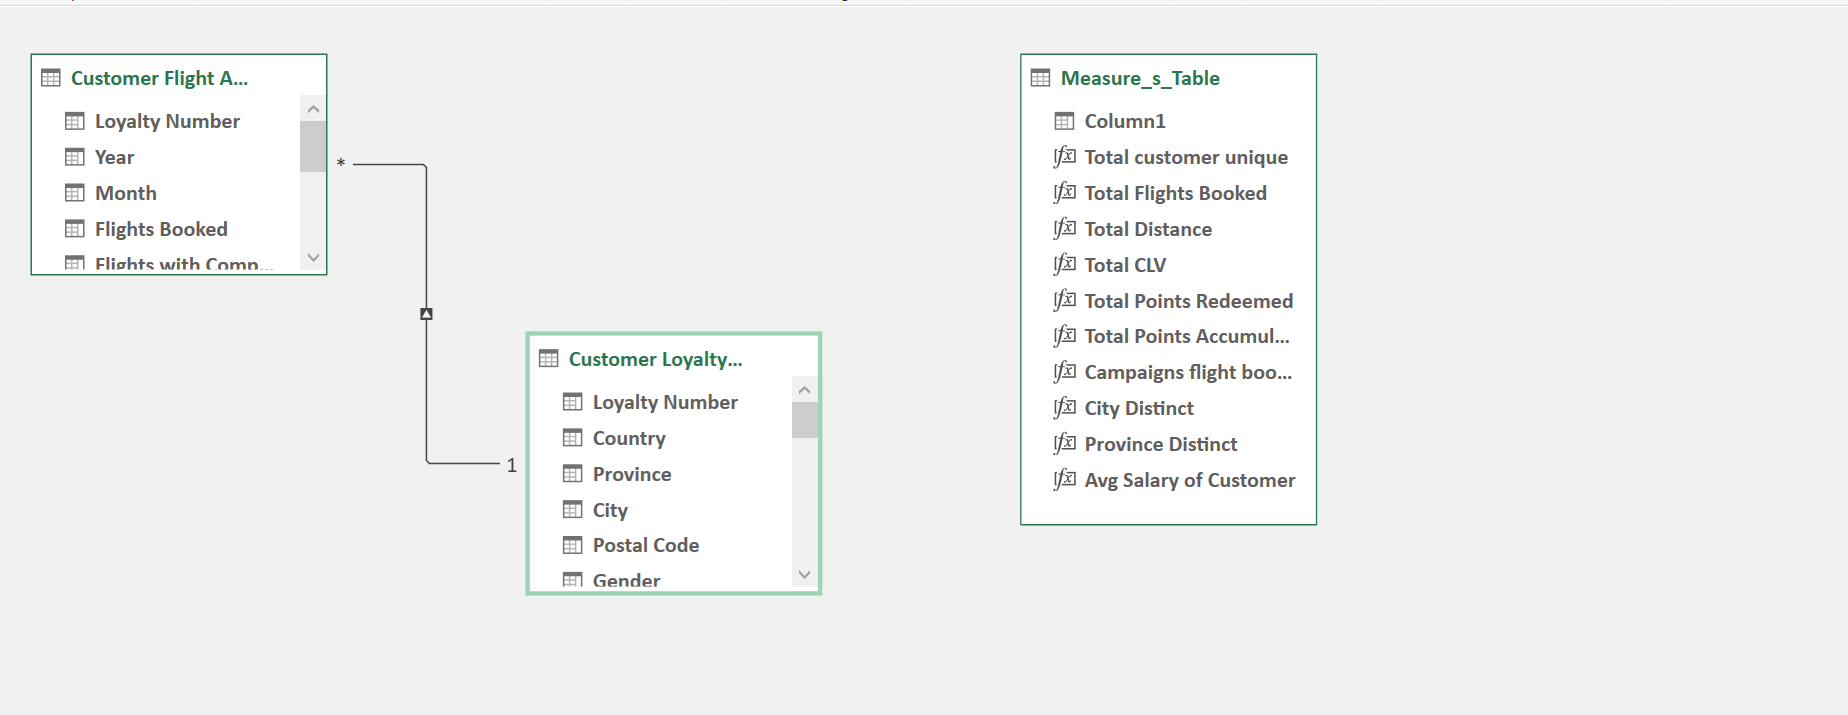 Customer Flight A...
Loyalty Number
Year
Month
Flights Booked
Flights with Comp...
*
1
Customer Loyalty...
Loyalty Number
Country
Province
City
Postal Code
Gender
Measure_s_Table
Column1
Total customer unique
Total Flights Booked
Total Distance
Total CLV
Total Points Redeemed
Total Points Accumul...
Campaigns flight boo...
City Distinct
Province Distinct
Avg Salary of Customer